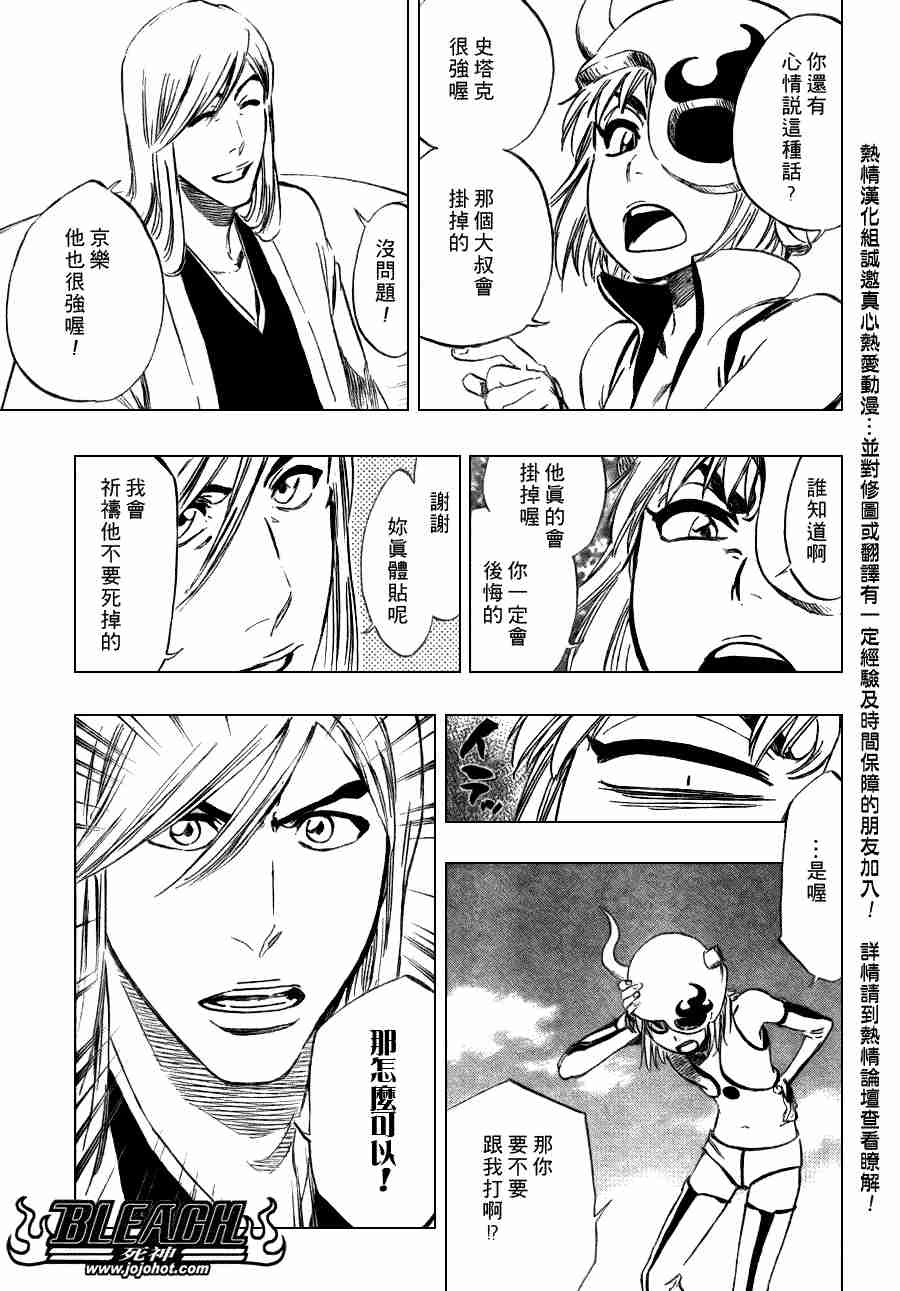 你還有
心情說這種話?
史塔克
很強喔
那個大叔會
掛掉的
沒問題!
京樂
他也很強喔!
誰知道啊
他真的會
掛掉喔
你一定會
後悔的
謝謝
妳真體貼呢
我會
祈禱他不要死掉的
…是喔
イラッ
那你
要不要
跟我打啊!?
那怎麼可以!
熱情漢化組誠邀真心熱愛動漫…並對修圖或翻譯有一定經驗及時間保障的朋友加入! 詳情請到熱情論壇查看瞭解!
BLEACH
死神
www.jojohot.com